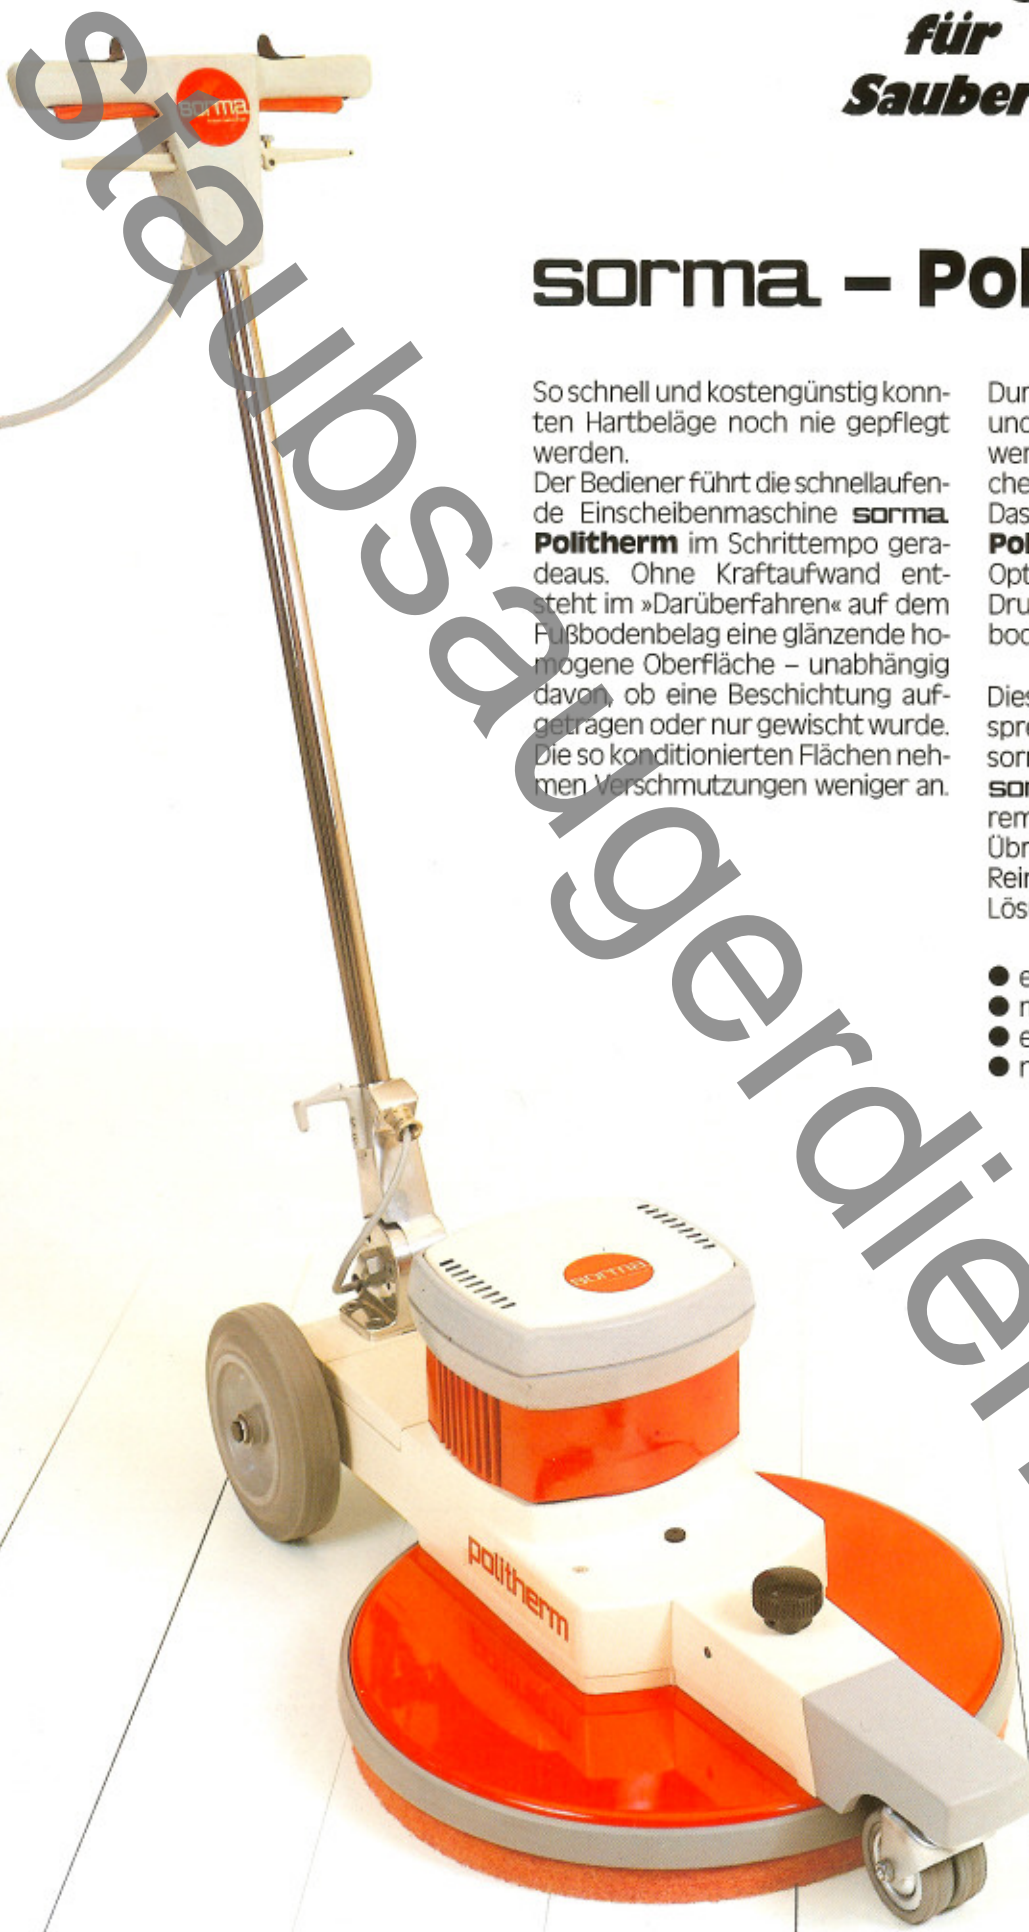 für
Sauber
sorma
sorma – Pol
So schnell und kostengünstig konn-
ten Hartbeläge noch nie gepflegt
werden.
Der Bediener führt die schnellaufen-
de Einscheibenmaschine sorma
Politherm im Schrittempo gera-
deaus. Ohne Kraftaufwand ent-
steht im »Darüberfahren« auf dem
Fußbodenbelag eine glänzende ho-
mogene Oberfläche – unabhängig
davon, ob eine Beschichtung auf-
getragen oder nur gewischt wurde.
Die so konditionierten Flächen neh-
men Verschmutzungen weniger an.
Dur
und
wer
che
Das
Pol
Opt
Dru
bod
Dies
spre
sorr
sor
rem
Übr
Rein
Lös
● e
● n
● e
● n
sorma
politherm
staubsaugerdien